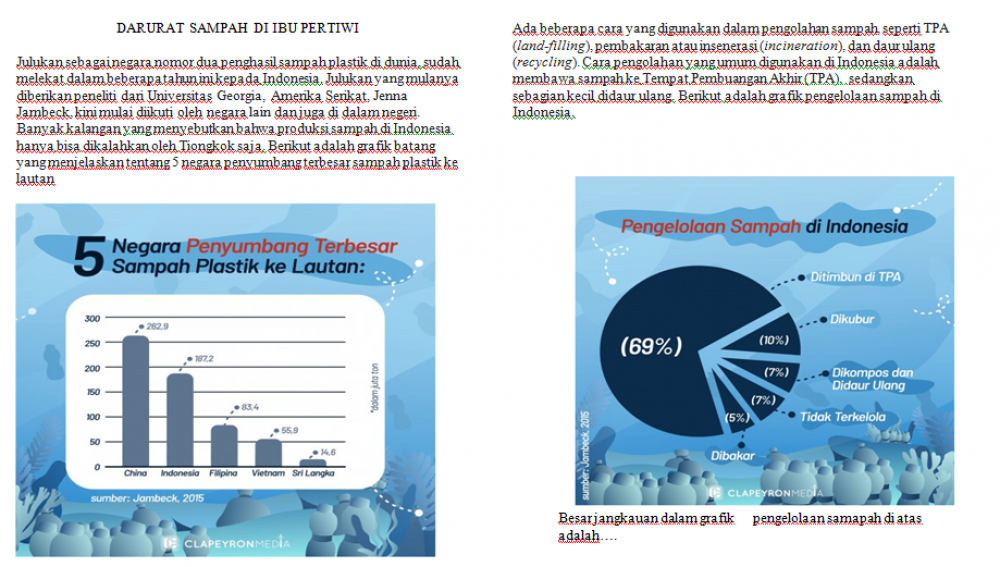 DARURAT SAMPAH DI IBU PERTIWI
Julukan sebagai negara nomor dua penghasil sampah plastik di dunia, sudah
melekat dalam beberapa tahun ini kepada Indonesia. Julukan yang mulanya
diberikan peneliti dari Universitas Georgia, Amerika Serikat, Jenna
Jambeck, kini mulai diikuti oleh negara lain dan juga di dalam negeri.
Banyak kalangan yang menyebutkan bahwa produksi sampah di Indonesia
hanya bisa dikalahkan oleh Tiongkok saja. Berikut adalah grafik batang
yang menjelaskan tentang 5 negara penyumbang terbesar sampah plastik ke
lautan
5 Negara Penyumbang Terbesar
Sampah Plastik ke Lautan:
300
250
200
150
100
50
0
262,9
187,2
83,4
55,9
14,6
*dalam juta ton
China Indonesia Filipina Vietnam Sri Langka
sumber: Jambeck, 2015
CLAPEYRONMEDIA
Ada beberapa cara yang digunakan dalam pengolahan sampah, seperti TPA
(land-filling), pembakaran atau insenerasi (incineration), dan daur ulang
(recycling). Cara pengolahan yang umum digunakan di Indonesia adalah
membawa sampah ke Tempat Pembuangan Akhir (TPA), sedangkan
sebagian kecil didaur ulang. Berikut adalah grafik pengelolaan sampah di
Indonesia.
Pengelolaan Sampah di Indonesia
Ditimbun di TPA
(69%)
Dikubur
(10%)
Dikompos dan
Didaur Ulang
(7%)
Tidak Terkelola
(7%)
Dibakar
(5%)
sumber: Jambeck, 2015
CLAPEYRONMEDIA
Besar jangkauan dalam grafik pengelolaan samapah di atas
adalah….